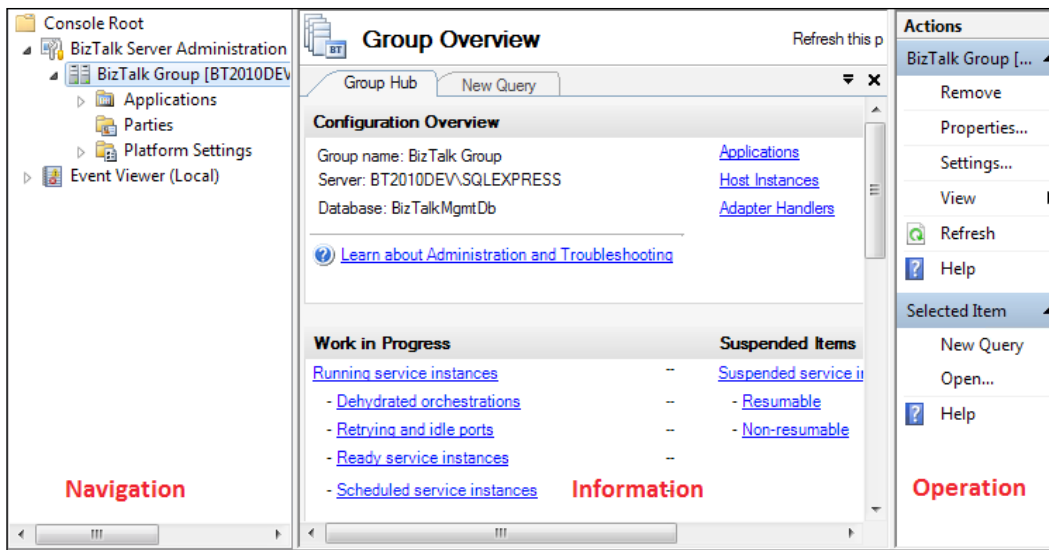 Console Root
BizTalk Server Administration
BizTalk Group [BT2010DEV
Applications
Parties
Platform Settings
Event Viewer (Local)
Navigation
BT
Group Overview
Refresh this p
Group Hub
New Query
Configuration Overview
Group name: BizTalk Group
Applications
Server: BT2010DEV\SQLEXPRESS
Host Instances
Database: BizTalkMgmtDb
Adapter Handlers
Learn about Administration and Troubleshooting
Work in Progress
Suspended Items
Running service instances --
Suspended service in
- Dehydrated orchestrations --
- Resumable
- Retrying and idle ports --
- Non-resumable
- Ready service instances --
- Scheduled service instances --
Information
Actions
BizTalk Group [...
Remove
Properties...
Settings...
View
Refresh
Help
Selected Item
New Query
Open...
Help
Operation